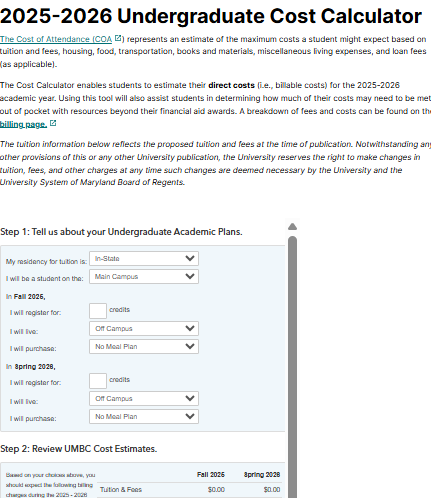 2025-2026 Undergraduate Cost Calculator
The Cost of Attendance (COA) represents an estimate of the maximum costs a student might expect based on
tuition and fees, housing, food, transportation, books and materials, miscellaneous living expenses, and loan fees
(as applicable).
The Cost Calculator enables students to estimate their direct costs (i.e., billable costs) for the 2025-2026
academic year. Using this tool will also assist students in determining how much of their costs may need to be met
out of pocket with resources beyond their financial aid awards. A breakdown of fees and costs can be found on the
billing page.
The tuition information below reflects the proposed tuition and fees at the time of publication. Notwithstanding any
other provisions of this or any other University publication, the University reserves the right to make changes in
tuition, fees, and other charges at any time such changes are deemed necessary by the University and the
University System of Maryland Board of Regents.
Step 1: Tell us about your Undergraduate Academic Plans.
My residency for tuition is: In-State
I will be a student on the: Main Campus
In Fall 2025,
I will register for: credits
I will live: Off Campus
I will purchase: No Meal Plan
In Spring 2026,
I will register for: credits
I will live: Off Campus
I will purchase: No Meal Plan
Step 2: Review UMBC Cost Estimates.
Based on your choices above, you
should expect the following billing
charges during the 2025 - 2026
Fall 2025 Spring 2026
Tuition & Fees $0.00 $0.00